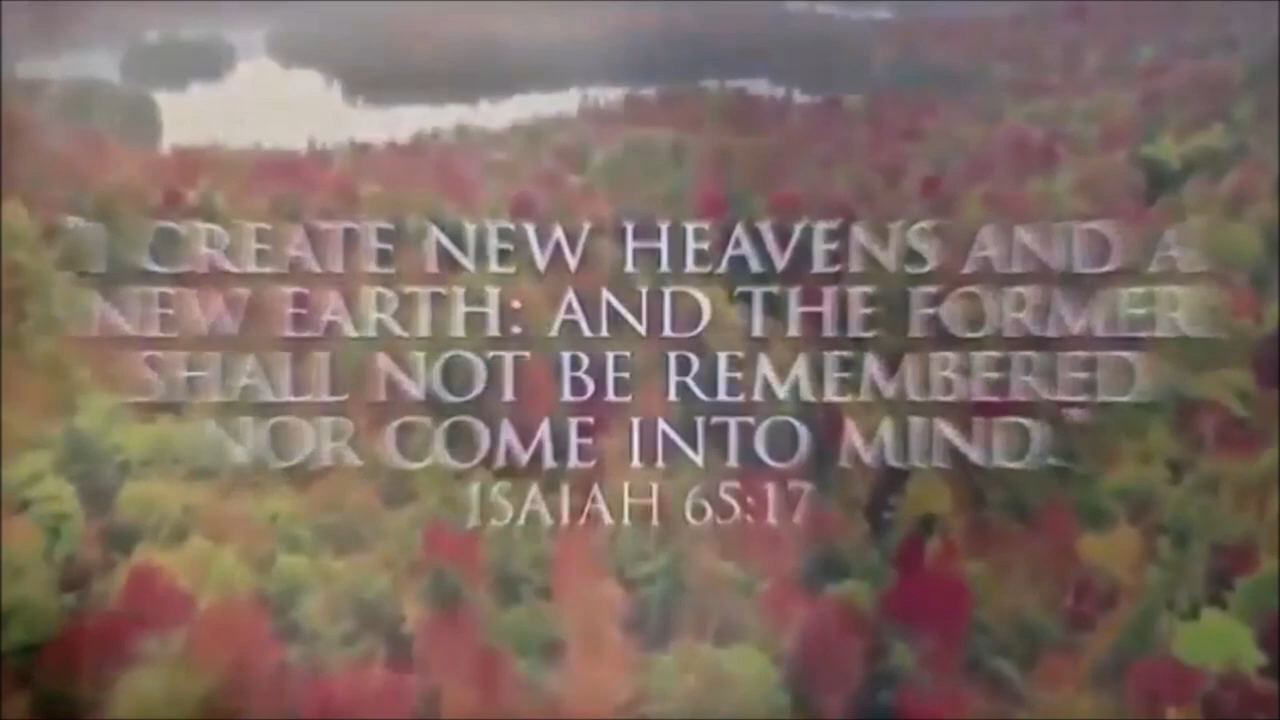 "I CREATE NEW HEAVENS AND A
NEW EARTH: AND THE FORMER
SHALL NOT BE REMEMBERED
NOR COME INTO MIND."
ISAIAH 65:17